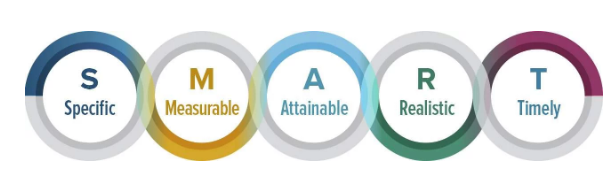 S M A R T
Specific Measurable Attainable Realistic Timely